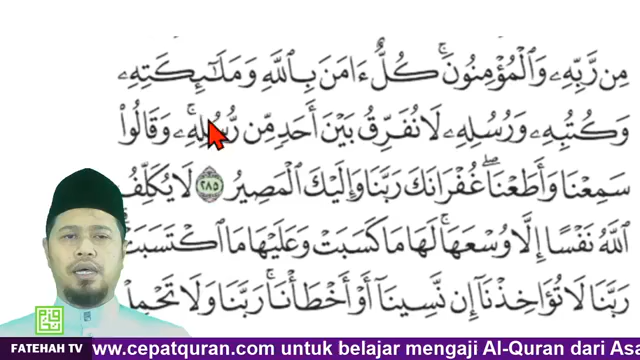 مِن رَّبِّهِۦ وَٱلْمُؤْمِنُونَ ۚ كُلٌّ ءَامَنَ بِٱللَّهِ وَمَلَـٰٓئِكَتِهِۦ
وَكُتُبِهِۦ وَرُسُلِهِۦ لَا نُفَرِّقُ بَيْنَ أَحَدٍ مِّن رُّسُلِهِۦ ۚ وَقَالُوا۟
سَمِعْنَا وَأَطَعْنَا ۖ غُفْرَانَكَ رَبَّنَا وَإِلَيْكَ ٱلْمَصِيرُ ٢٨٥ لَا يُكَلِّفُ
ٱللَّهُ نَفْسًا إِلَّا وُسْعَهَا ۚ لَهَا مَا كَسَبَتْ وَعَلَيْهَا مَا ٱكْتَسَبَتْ
رَبَّنَا لَا تُؤَاخِذْنَآ إِن نَّسِينَآ أَوْ أَخْطَأْنَا ۚ رَبَّنَا وَلَا تَحْمِلْ
FATEHAH TV
www.cepatquran.com untuk belajar mengaji Al-Quran dari Asa